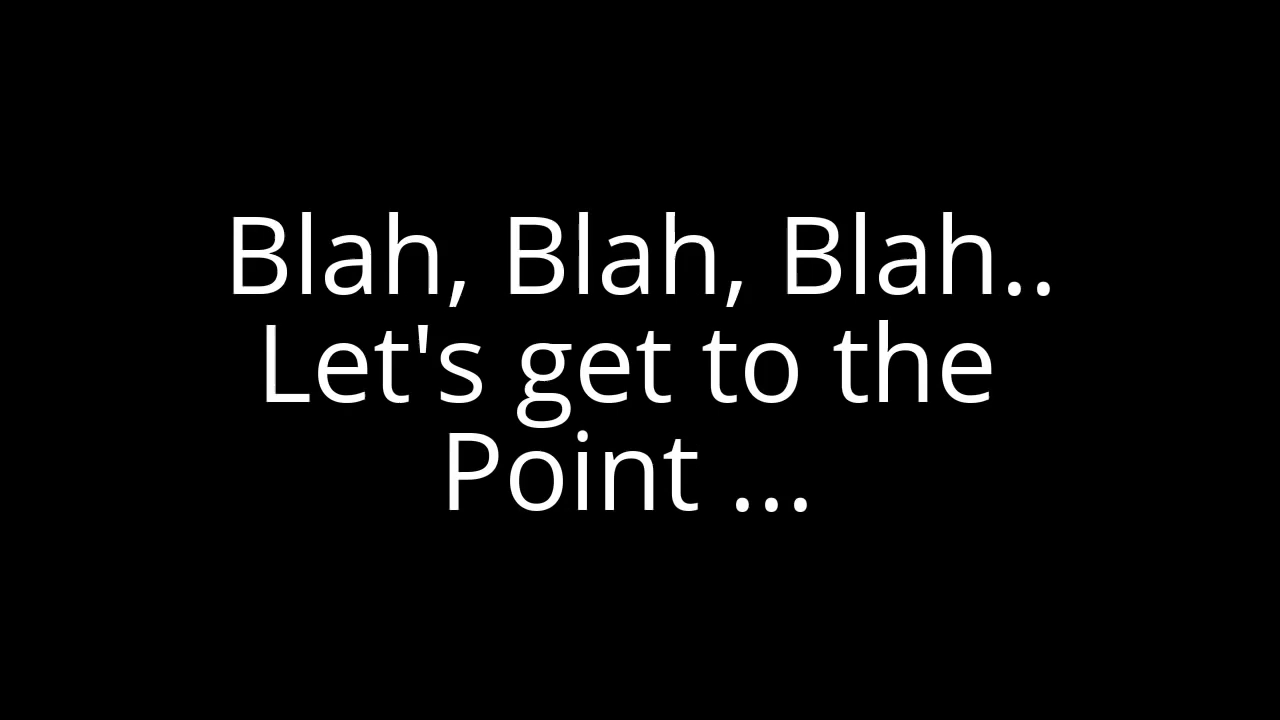 Blah, Blah, Blah..
Let's get to the
Point ...